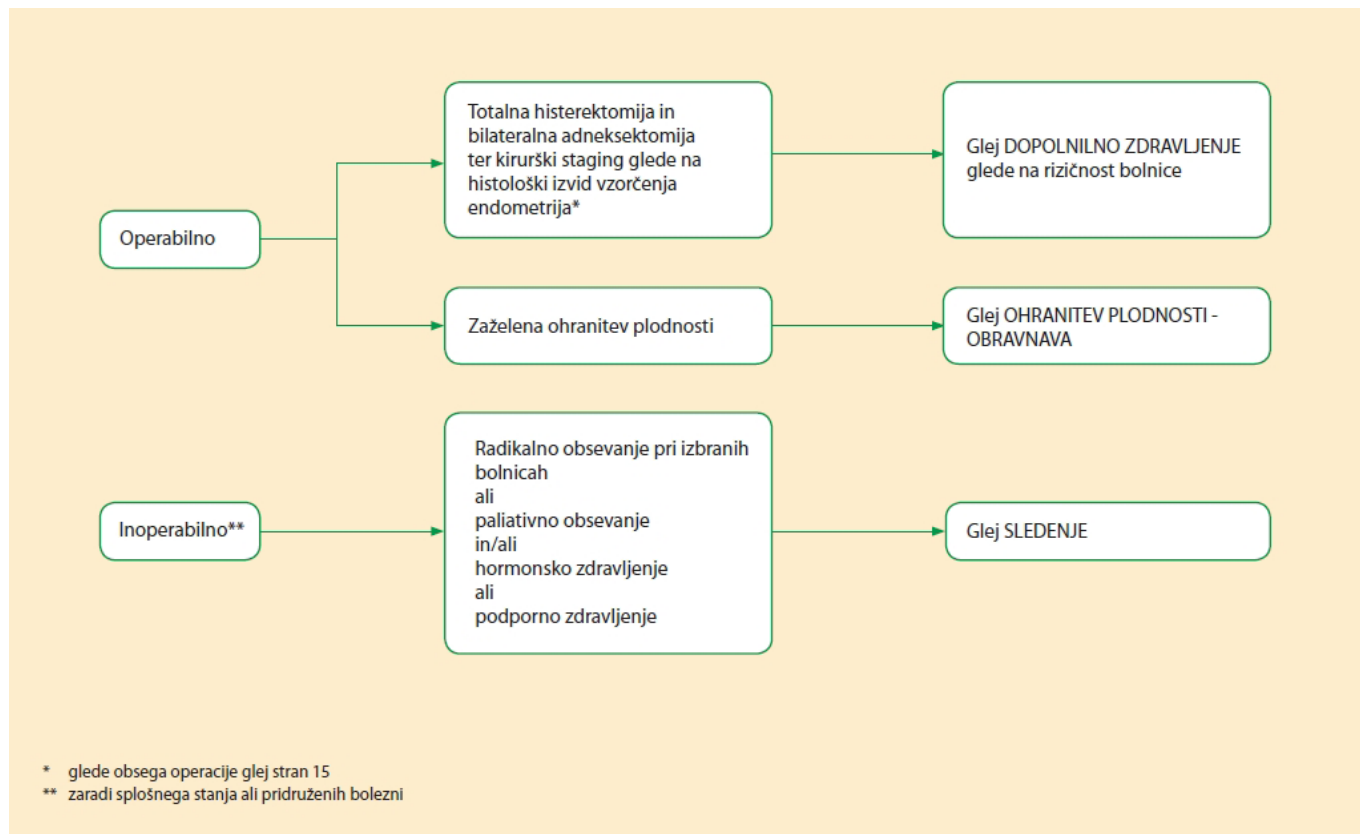 Operabilno
Totalna histerektomija in
bilateralna adneksektomija
ter kirurški staging glede na
histološki izvid vzorčenja
endometrija*
Glej DOPOLNILNO ZDRAVLJENJE
glede na rizičnost bolnice
Zaželena ohranitev plodnosti
Glej OHRANITEV PLODNOSTI -
OBRAVNAVA
Inoperabilno**
Radikalno obsevanje pri izbranih
bolnicah
ali
paliativno obsevanje
in/ali
hormonsko zdravljenje
ali
podporno zdravljenje
Glej SLEDENJE
* glede obsega operacije glej stran 15
** zaradi splošnega stanja ali pridruženih bolezni